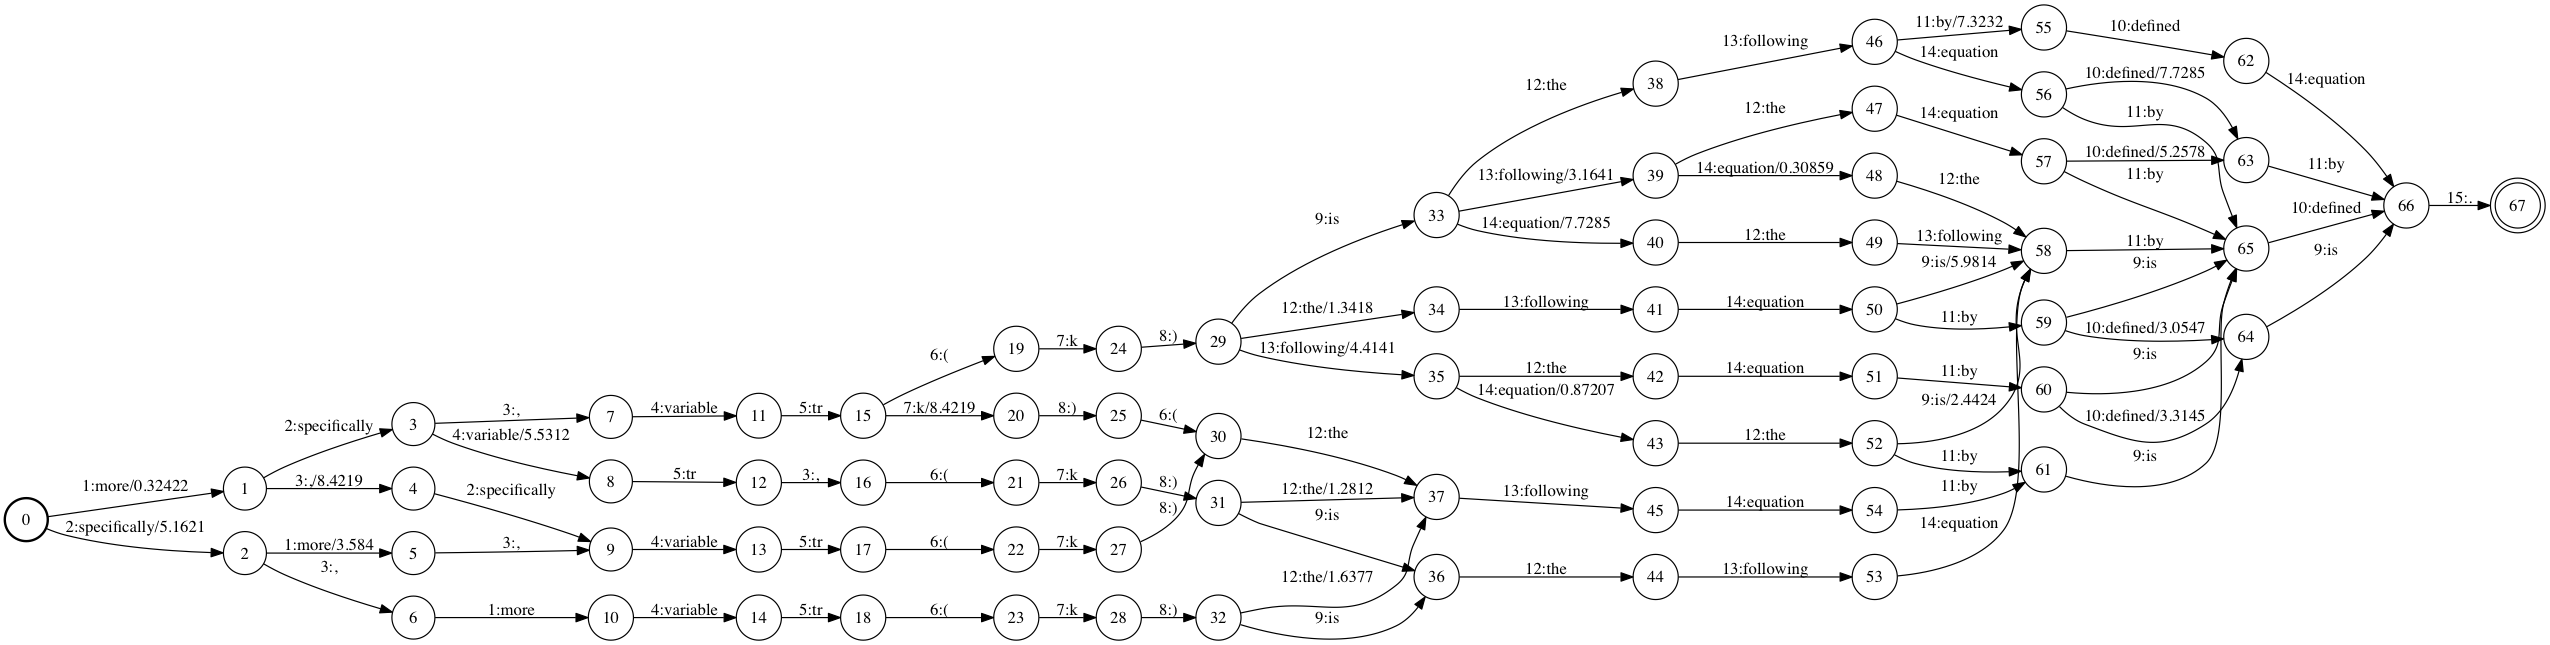 0
1:more/0.32422
2:specifically/5.1621
1
2
2:specifically
3:,/8.4219
1:more/3.584
3:,
3
4
5
6
3:,
4:variable/5.5312
2:specifically
3:,
1:more
7
8
9
10
4:variable
5:tr
4:variable
4:variable
11
12
13
14
5:tr
3:,
5:tr
5:tr
15
16
17
18
6:(
7:k/8.4219
6:(
6:(
6:(
19
20
21
22
23
7:k
8:)
7:k
7:k
7:k
24
25
26
27
28
8:)
6:(
8:)
8:)
8:)
29
30
31
32
9:is
12:the/1.3418
13:following/4.4141
12:the
12:the/1.2812
9:is
12:the/1.6377
9:is
33
34
35
37
36
12:the
13:following/3.1641
14:equation/7.7285
13:following
12:the
14:equation/0.87207
13:following
12:the
38
39
40
41
42
43
45
44
13:following
12:the
14:equation/0.30859
12:the
14:equation
14:equation
12:the
14:equation
13:following
46
47
48
49
50
51
52
54
53
11:by/7.3232
14:equation
14:equation
12:the
13:following
9:is/5.9814
11:by
11:by
9:is/2.4424
11:by
11:by
14:equation
55
56
57
58
59
60
61
10:defined
10:defined/7.7285
11:by
10:defined/5.2578
11:by
11:by
9:is
10:defined/3.0547
9:is
10:defined/3.3145
9:is
62
63
65
64
14:equation
11:by
10:defined
9:is
66
15:.
67